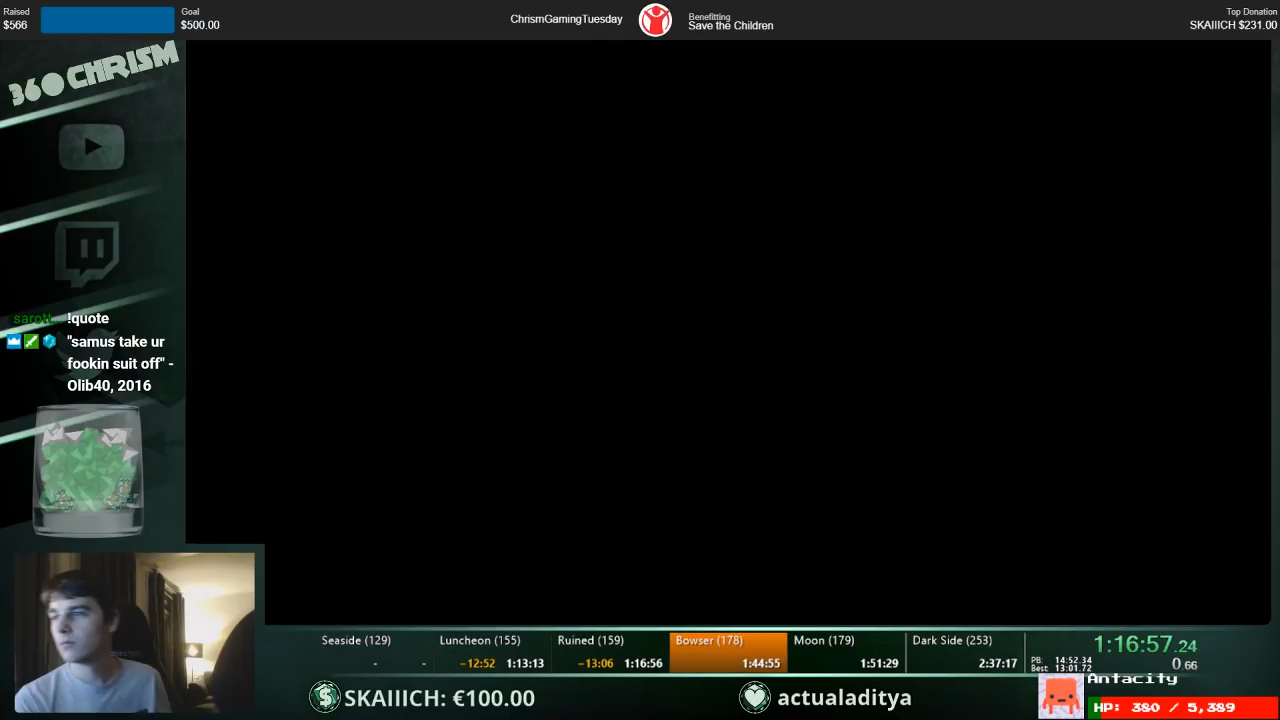 Raised
$566
Goal
$500.00
ChrismGamingTuesday
Benefitting
Save the Children
Top Donation
SKAIIICH $231.00
360CHRISM
!quote
"samus take ur
fookin suit off" -
Olib40, 2016
Seaside (129) Luncheon (155) Ruined (159) Bowser (178) Moon (179) Dark Side (253)
- - −12:52 1:13:13 −13:06 1:16:56 1:44:55 1:51:29 2:37:17
1:16:57.24
PB: 14:52.34
Best 13:01.72
0.66
SKAIIICH: €100.00
actualaditya
Antacity
HP: 380 / 5,389